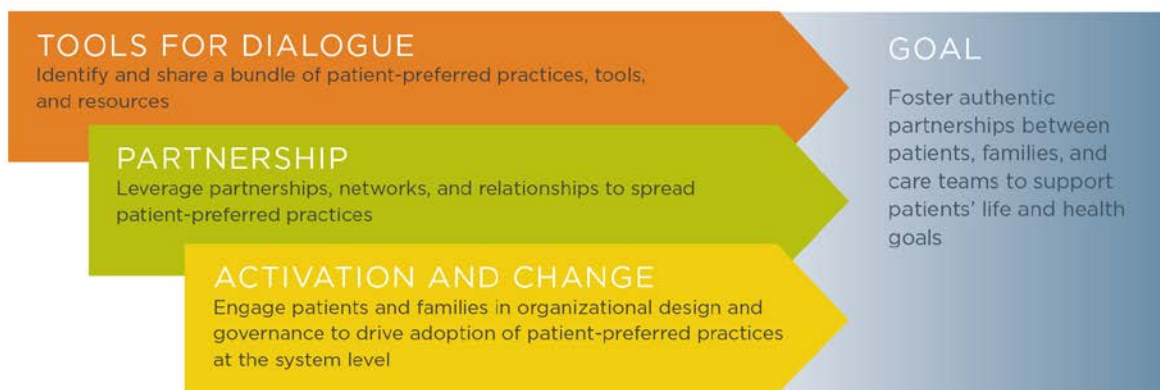 TOOLS FOR DIALOGUE
Identify and share a bundle of patient-preferred practices, tools,
and resources
PARTNERSHIP
Leverage partnerships, networks, and relationships to spread
patient-preferred practices
ACTIVATION AND CHANGE
Engage patients and families in organizational design and
governance to drive adoption of patient-preferred practices
at the system level
GOAL
Foster authentic
partnerships between
patients, families, and
care teams to support
patients’ life and health
goals